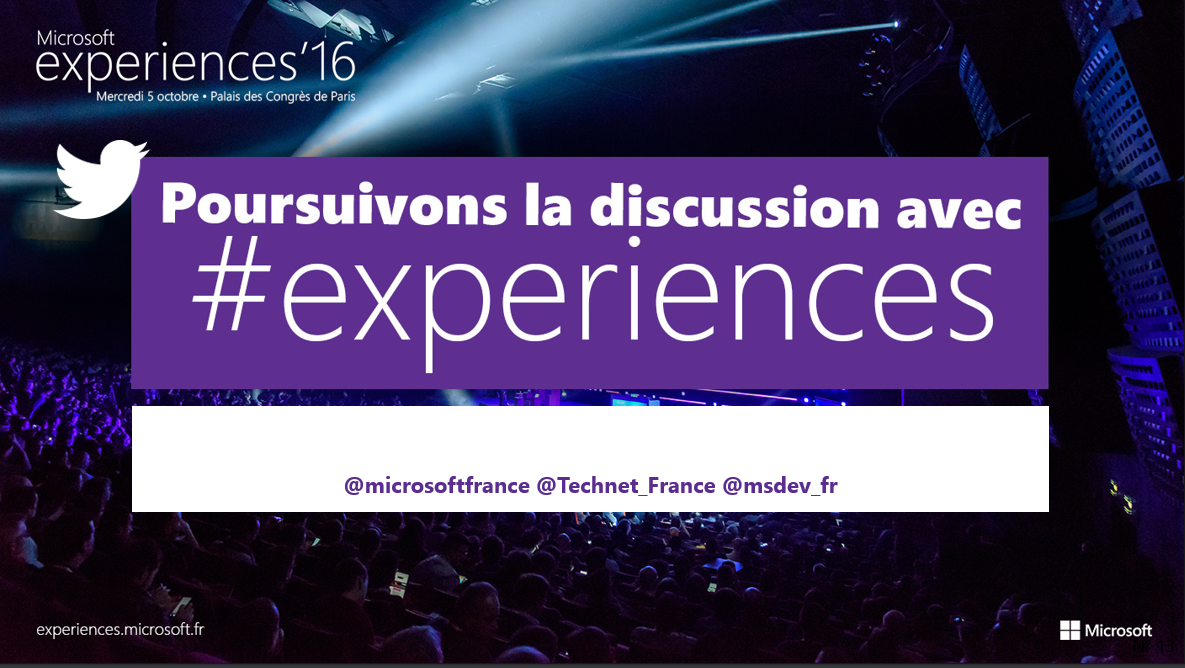 Microsoft
experiences'16
Mercredi 5 octobre • Palais des Congrès de Paris
Poursuivons la discussion avec
#experiences
@microsoftfrance @Technet_France @msdev_fr
experiences.microsoft.fr
Microsoft